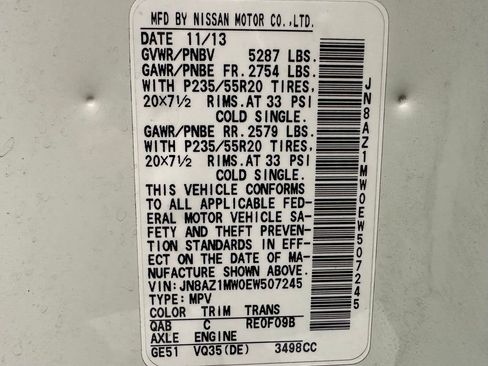 MFD BY NISSAN MOTOR CO.,LTD.
DATE 11/13
GVWR/PNBV 5287 LBS.
GAWR/PNBE FR. 2754 LBS.
WITH P235/55R20 TIRES,
20×7½ RIMS.AT 33 PSI
COLD SINGLE.
GAWR/PNBE RR. 2579 LBS.
WITH P235/55R20 TIRES,
20×7½ RIMS.AT 33 PSI
COLD SINGLE.
THIS VEHICLE CONFORMS
TO ALL APPLICABLE FED-
ERAL MOTOR VEHICLE SA-
FETY AND THEFT PREVEN-
TION STANDARDS IN EFF-
ECT ON THE DATE OF MA-
NUFACTURE SHOWN ABOVE.
VIN: JN8AZ1MW0EW507245
TYPE: MPV
COLOR TRIM TRANS
QAB C RE0F09B
AXLE ENGINE
GE51 VQ35(DE) 3498CC
JN8AZ1MW0EW507245